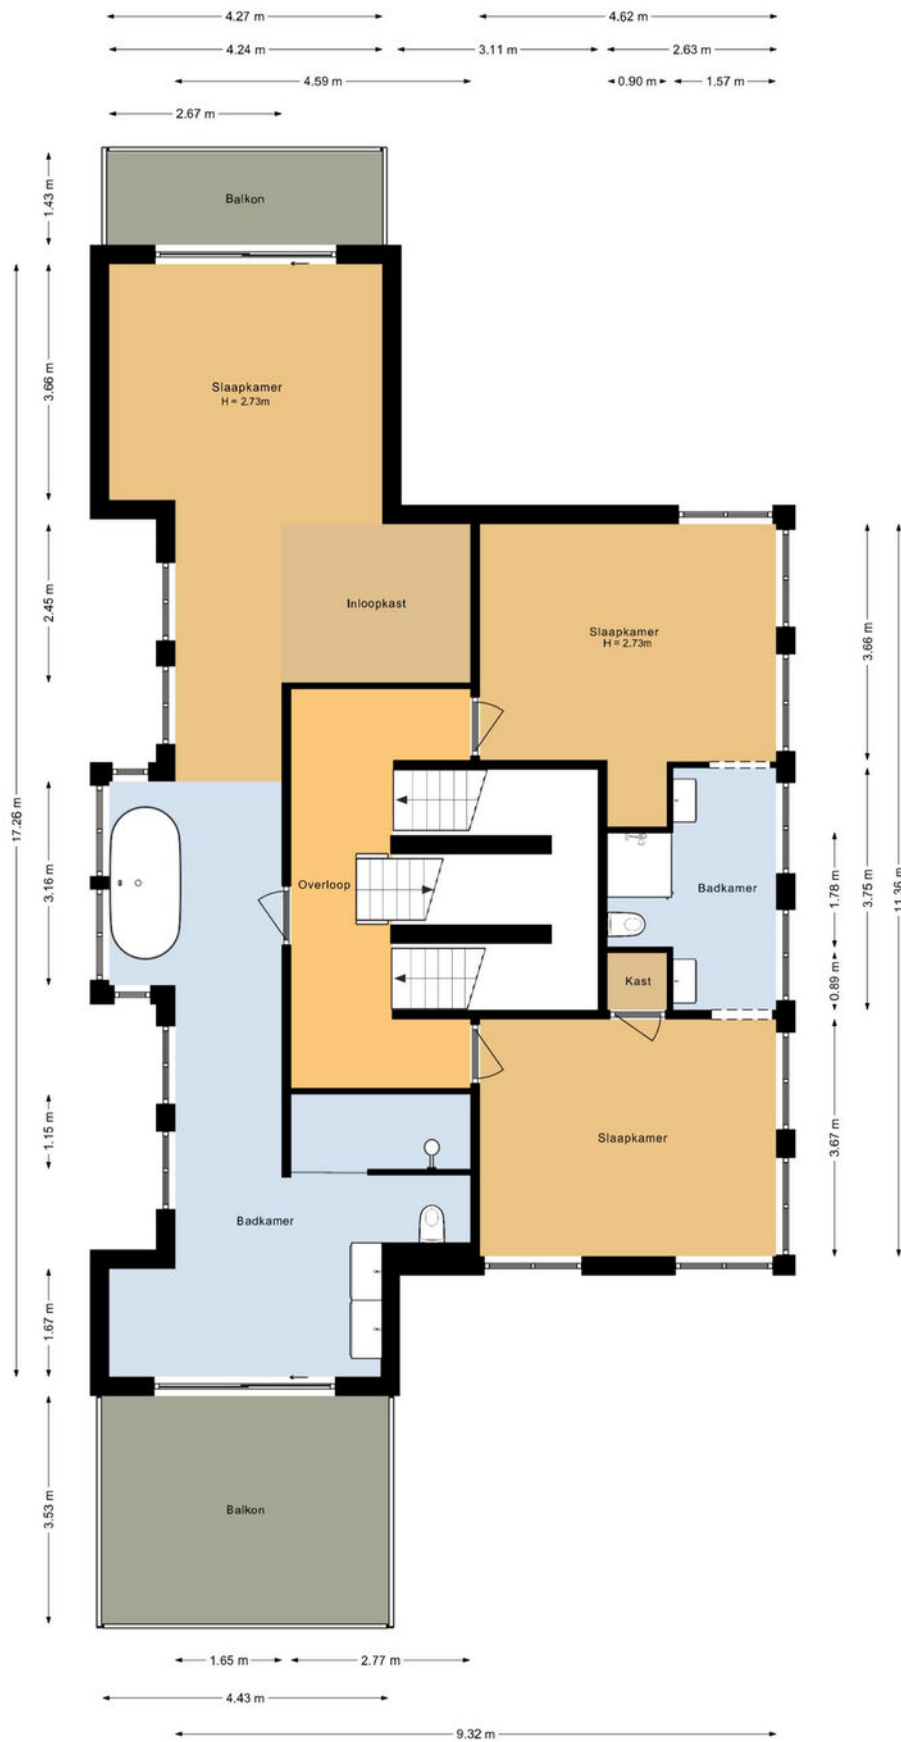 4.27 m
4.62 m
4.24 m
3.11 m
2.63 m
4.59 m
0.90 m
1.57 m
2.67 m
1.43 m
Balkon
3.66 m
Slaapkamer
H = 2.73m
2.45 m
Inloopkast
Slaapkamer
H = 2.73m
3.66 m
17.26 m
3.16 m
Overloop
Badkamer
1.78 m
3.75 m
11.36 m
Kast
0.89 m
1.15 m
Slaapkamer
3.67 m
Badkamer
1.67 m
3.53 m
Balkon
1.65 m
2.77 m
4.43 m
9.32 m